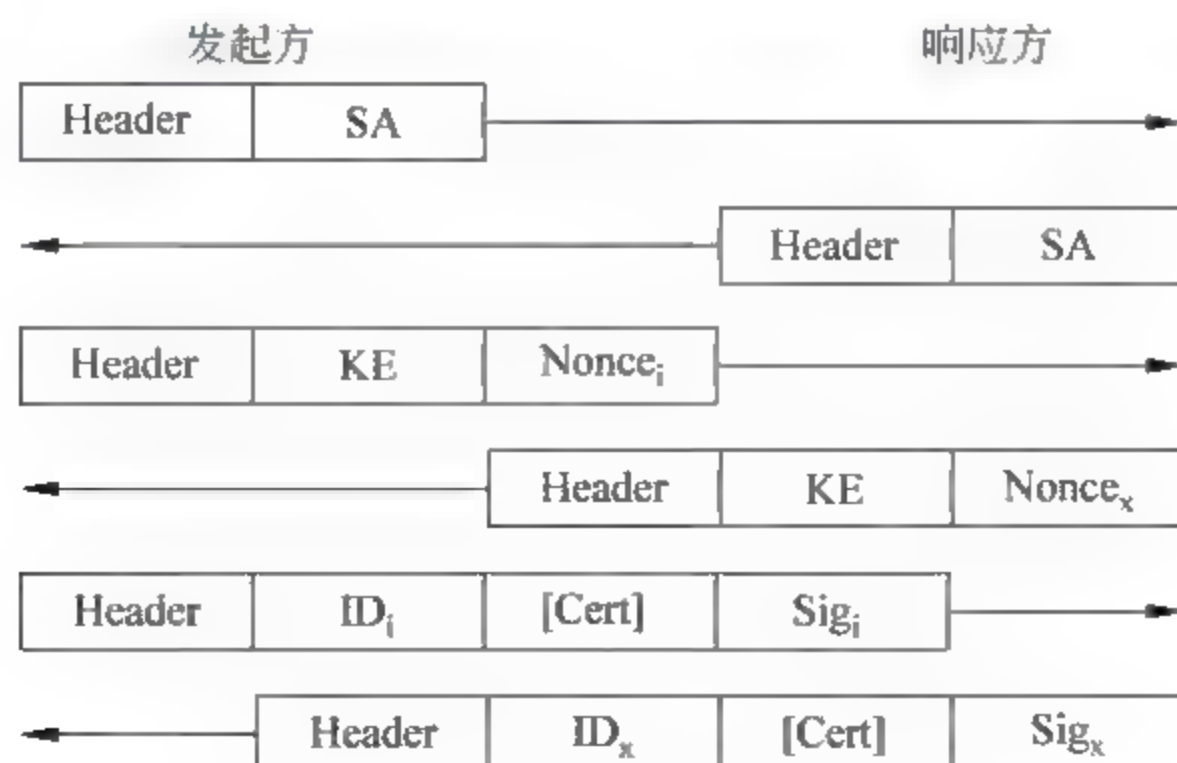 发起方 响应方
Header SA
Header SA
Header KE Nonceᵢ
Header KE Nonceₓ
Header IDᵢ [Cert] Sigᵢ
Header IDₓ [Cert] Sigₓ